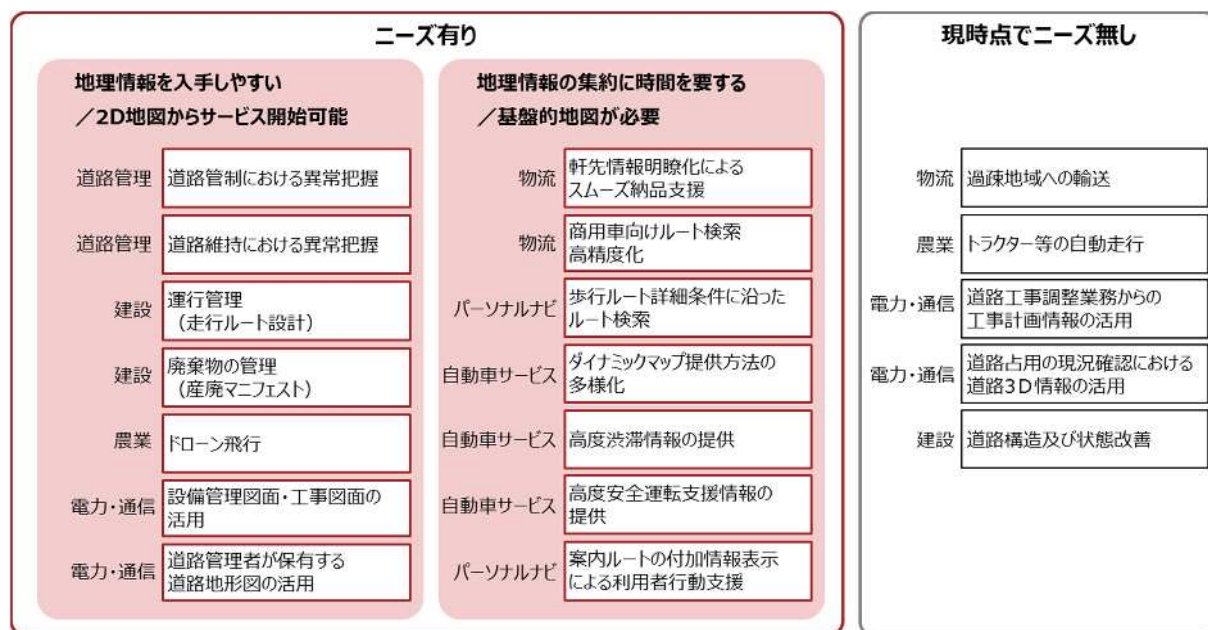 ニーズ有り
地理情報を入手しやすい
／2D地図からサービス開始可能
道路管理 道路管制における異常把握
道路管理 道路維持における異常把握
建設 運行管理
（走行ルート設計）
建設 廃棄物の管理
（産廃マニフェスト）
農業 ドローン飛行
電力・通信 設備管理図面・工事図面の
活用
電力・通信 道路管理者が保有する
道路地形図の活用
地理情報の集約に時間を要する
／基盤的地図が必要
物流 軒先情報明瞭化による
スムーズ納品支援
物流 商用車向けルート検索
高精度化
パーソナルナビ 歩行ルート詳細条件に沿った
ルート検索
自動車サービス ダイナミックマップ提供方法の
多様化
自動車サービス 高度渋滞情報の提供
自動車サービス 高度安全運転支援情報の
提供
パーソナルナビ 案内ルートの付加情報表示
による利用者行動支援
現時点でニーズ無し
物流 過疎地域への輸送
農業 トラクター等の自動走行
電力・通信 道路工事調整業務からの
工事計画情報の活用
電力・通信 道路占用の現況確認における
道路3D情報の活用
建設 道路構造及び状態改善